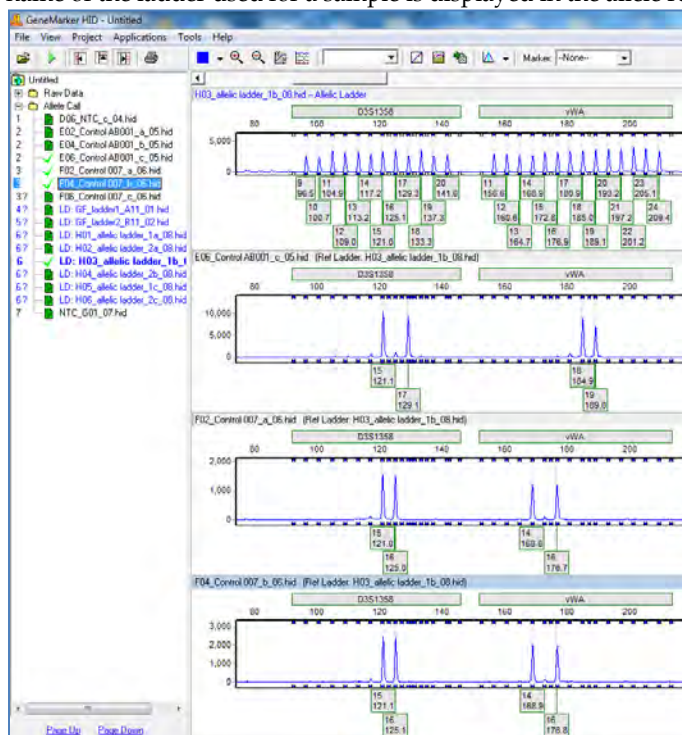 GeneMarker HID - Untitled
File View Project Applications Tools Help
Marker: --None--
Untitled
Raw Data
Allele Call
1 D06_NTC_c_04.hid
2 E02_Control AB001_a_05.hid
2 E04_Control AB001_b_05.hid
2 E06_Control AB001_c_05.hid
3 F02_Control 007_a_06.hid
3 F04_Control 007_b_06.hid
3? F06_Control 007_c_06.hid
4? LD: GF_ladder1_A11_01.hid
5? LD: GF_ladder2_B11_02.hid
6? LD: H01_allelic ladder_1a_08.hid
6? LD: H02_allelic ladder_2a_08.hid
6 LD: H03_allelic ladder_1b_
6? LD: H04_allelic ladder_2b_08.hid
6? LD: H05_allelic ladder_1c_08.hid
6? LD: H06_allelic ladder_2c_08.hid
7 NTC_G01_07.hid
Page Up Page Down
H03_allelic ladder_1b_08.hid -- Allelic Ladder
D3S1358 vWA
80 100 120 140 160 180 200
5,000
0
9 11 14 17 20 11 14 17 20 23
96.5 104.9 117.2 129.3 141.6 156.6 168.9 180.9 193.2 205.1
10 13 16 19 12 15 18 21 24
100.7 113.2 125.1 137.3 160.6 172.8 185.0 197.2 209.4
12 15 18 13 16 19 22
109.0 121.0 133.3 164.7 176.9 189.1 201.2
E06_Control AB001_c_05.hid (Ref Ladder: H03_allelic ladder_1b_08.hid)
D3S1358 vWA
80 100 120 140 160 180 200
10,000
5,000
0
15 18
121.1 184.9
17 19
129.1 189.0
F02_Control 007_a_06.hid (Ref Ladder: H03_allelic ladder_1b_08.hid)
D3S1358 vWA
80 100 120 140 160 180 200
2,000
1,000
0
15 14
121.0 168.8
16 16
125.0 176.7
F04_Control 007_b_06.hid (Ref Ladder: H03_allelic ladder_1b_08.hid)
D3S1358 vWA
80 100 120 140 160 180 200
3,000
2,000
1,000
0
15 14
121.1 168.9
16 16
125.1 176.8